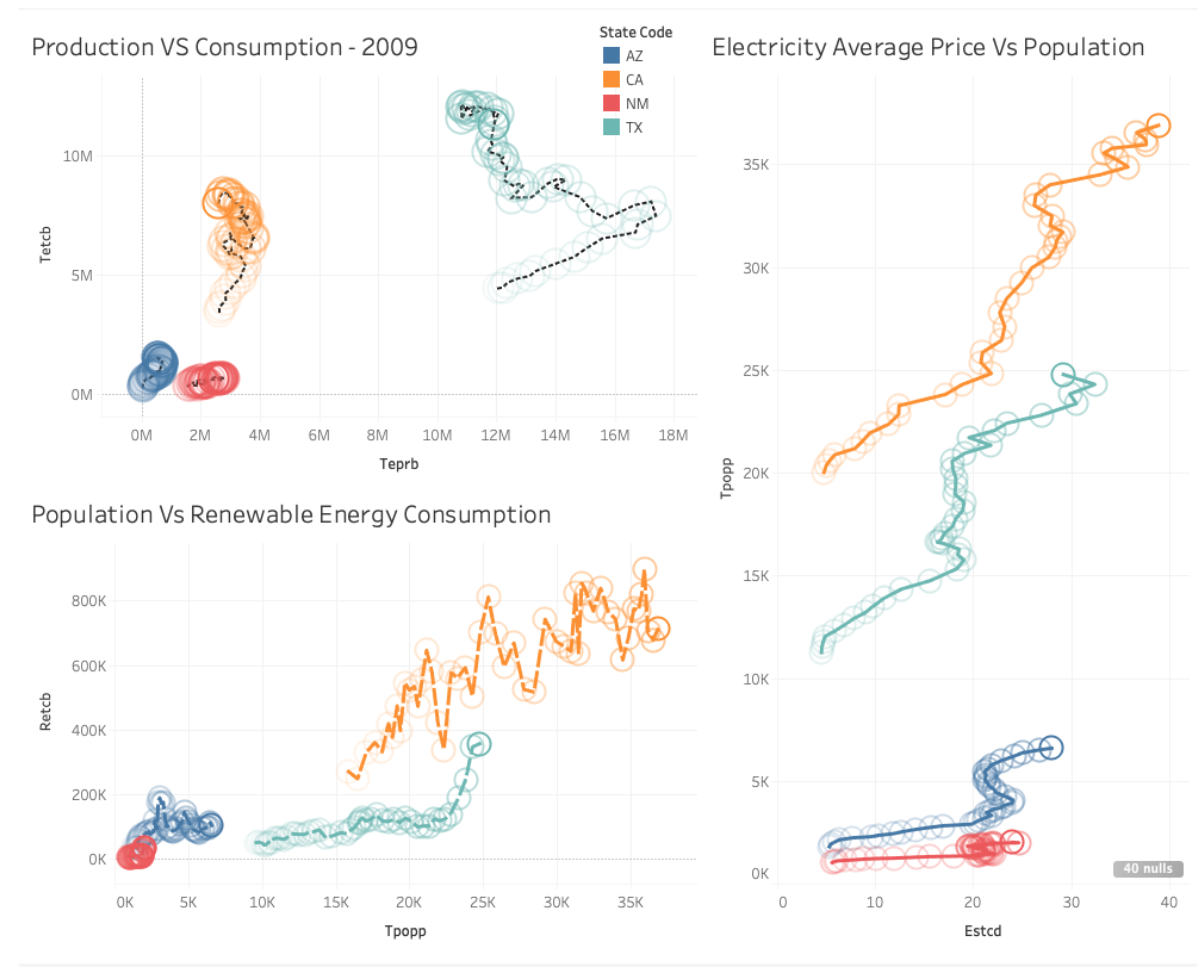 Production VS Consumption - 2009
State Code
AZ
CA
NM
TX
Tetcb
10M
5M
0M
0M 2M 4M 6M 8M 10M 12M 14M 16M 18M
Teprb
Population Vs Renewable Energy Consumption
Retcb
800K
600K
400K
200K
0K
0K 5K 10K 15K 20K 25K 30K 35K
Tpopp
Electricity Average Price Vs Population
Tpopp
35K
30K
25K
20K
15K
10K
5K
0K
40 nulls
0 10 20 30 40
Estcd